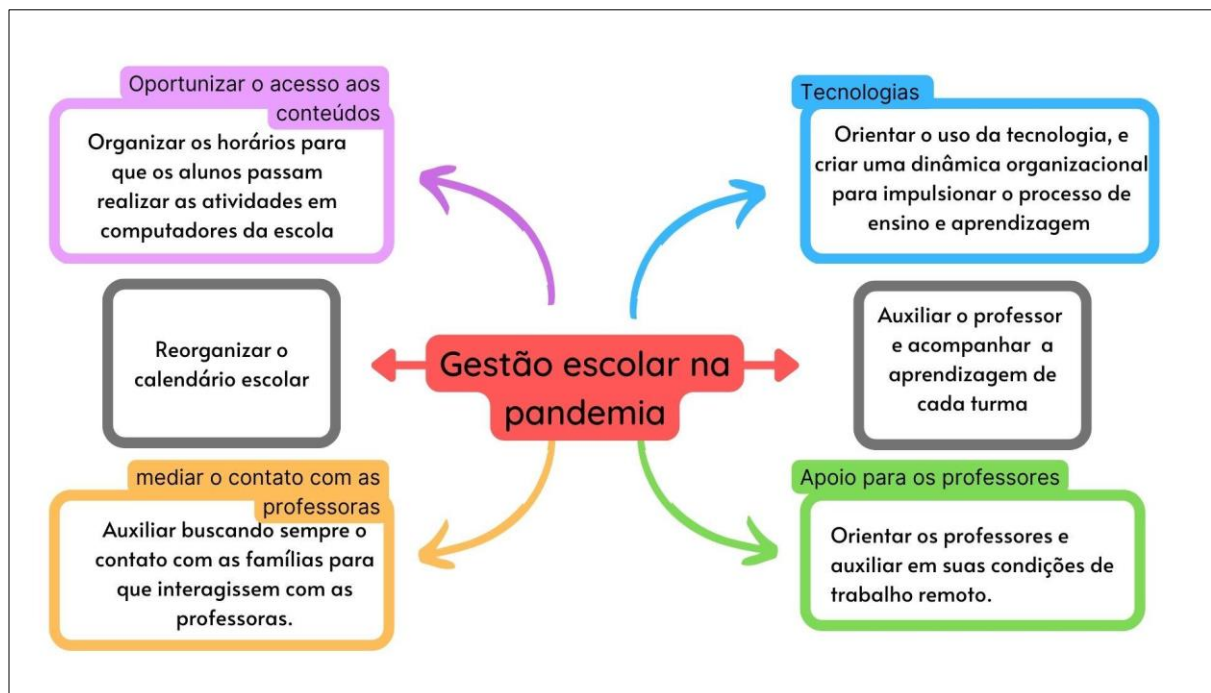 Oportunizar o acesso aos
conteúdos
Organizar os horários para
que os alunos passam
realizar as atividades em
computadores da escola
Tecnologias
Orientar o uso da tecnologia, e
criar uma dinâmica organizacional
para impulsionar o processo de
ensino e aprendizagem
Reorganizar o
calendário escolar
Gestão escolar na
pandemia
Auxiliar o professor
e acompanhar a
aprendizagem de
cada turma
mediar o contato com as
professoras
Auxiliar buscando sempre o
contato com as famílias para
que interagissem com as
professoras.
Apoio para os professores
Orientar os professores e
auxiliar em suas condições de
trabalho remoto.